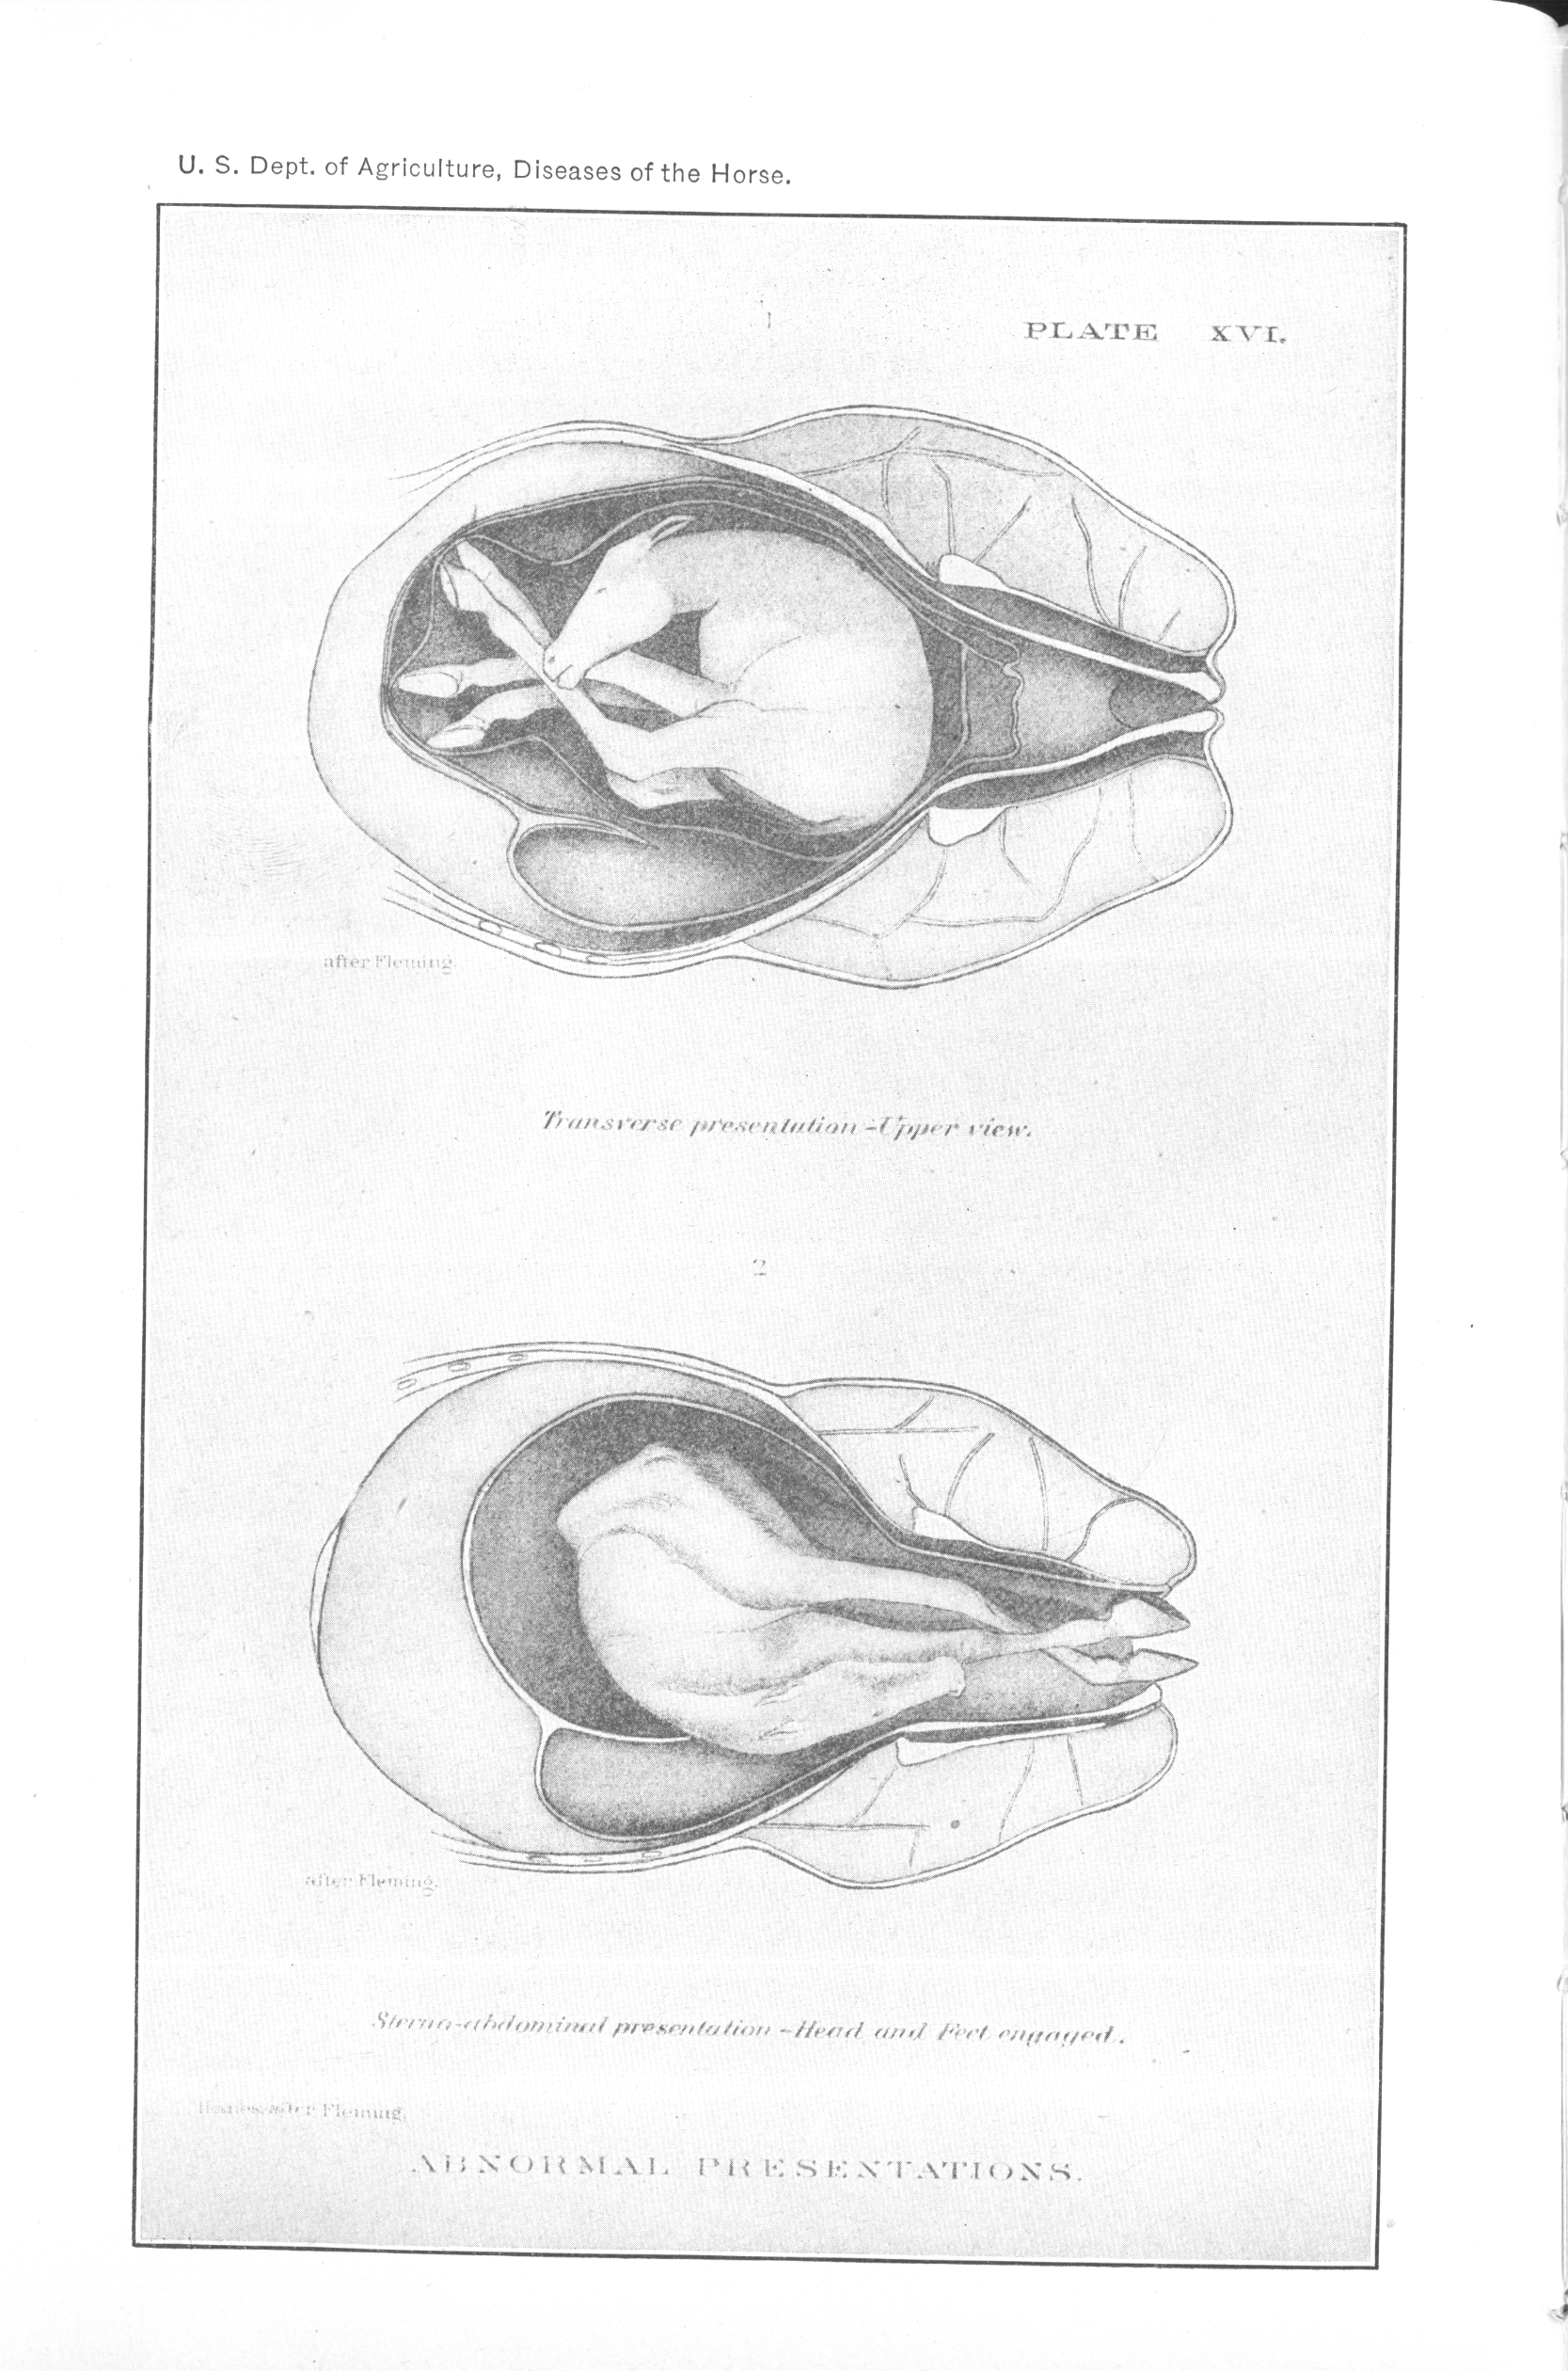 U. S. Dept. of Agriculture, Diseases of the Horse.
1
PLATE XVI.
after Fleming.
Transverse presentation - Upper view.
2
after Fleming.
Sterno-abdominal presentation - Head and Feet engaged.
Haines, after Fleming.
ABNORMAL PRESENTATIONS.